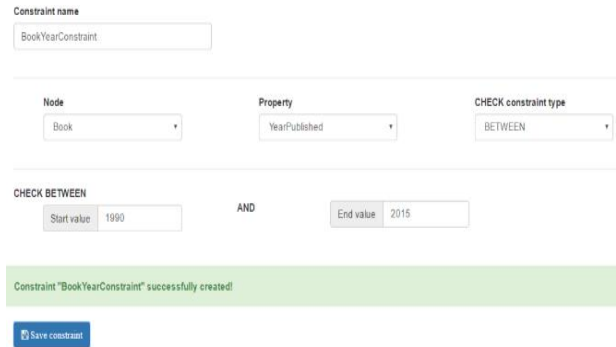 Constraint name
BookYearConstraint
Node Property CHECK constraint type
Book YearPublished BETWEEN
CHECK BETWEEN
Start value 1990 AND End value 2015
Constraint "BookYearConstraint" successfully created!
Save constraint